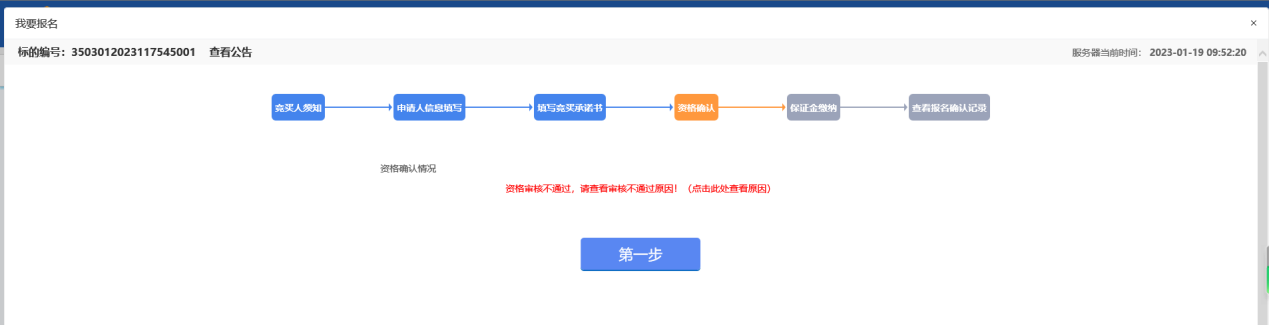 我要报名
×
标的编号：3503012023117545001 查看公告
服务器当前时间： 2023-01-19 09:52:20
竞买人须知 申请人信息填写 填写竞买承诺书 资格确认 保证金缴纳 查看报名确认记录
资格确认情况
资格审核不通过，请查看审核不通过原因！（点击此处查看原因）
第一步